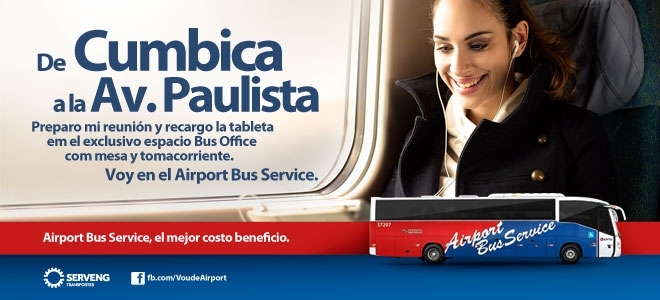 De Cumbica
a la Av. Paulista
Preparo mi reunión y recargo la tableta
em el exclusivo espacio Bus Office
com mesa y tomacorriente.
Voy en el Airport Bus Service.
37207
Airport
Bus Service
Airport Bus Service, el mejor costo beneficio.
SERVENG
TRANSPORTES
f fb.com/VoudeAirport